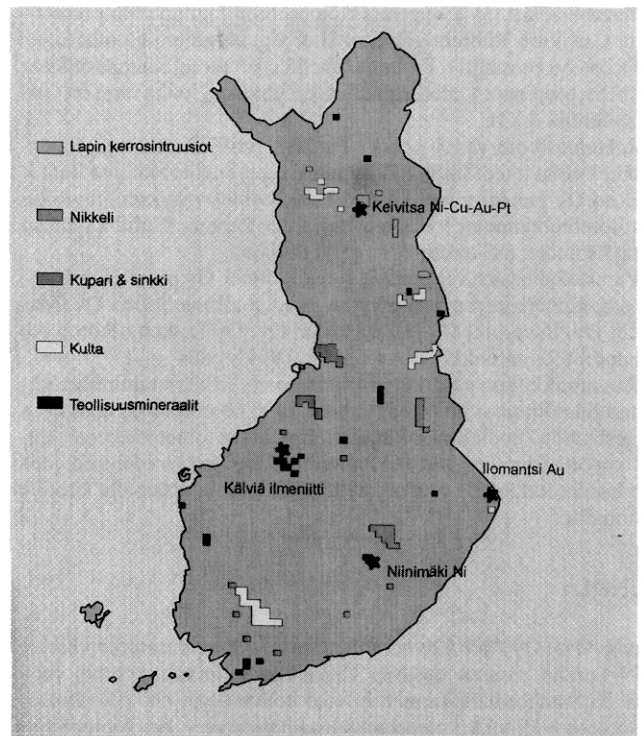 Lapin kerrosintruusiot
Nikkeli
Kupari & sinkki
Kulta
Teollisuusmineraalit
Keivitsa Ni-Cu-Au-Pt
Kälviä ilmeniitti
Ilomantsi Au
Niinimäki Ni